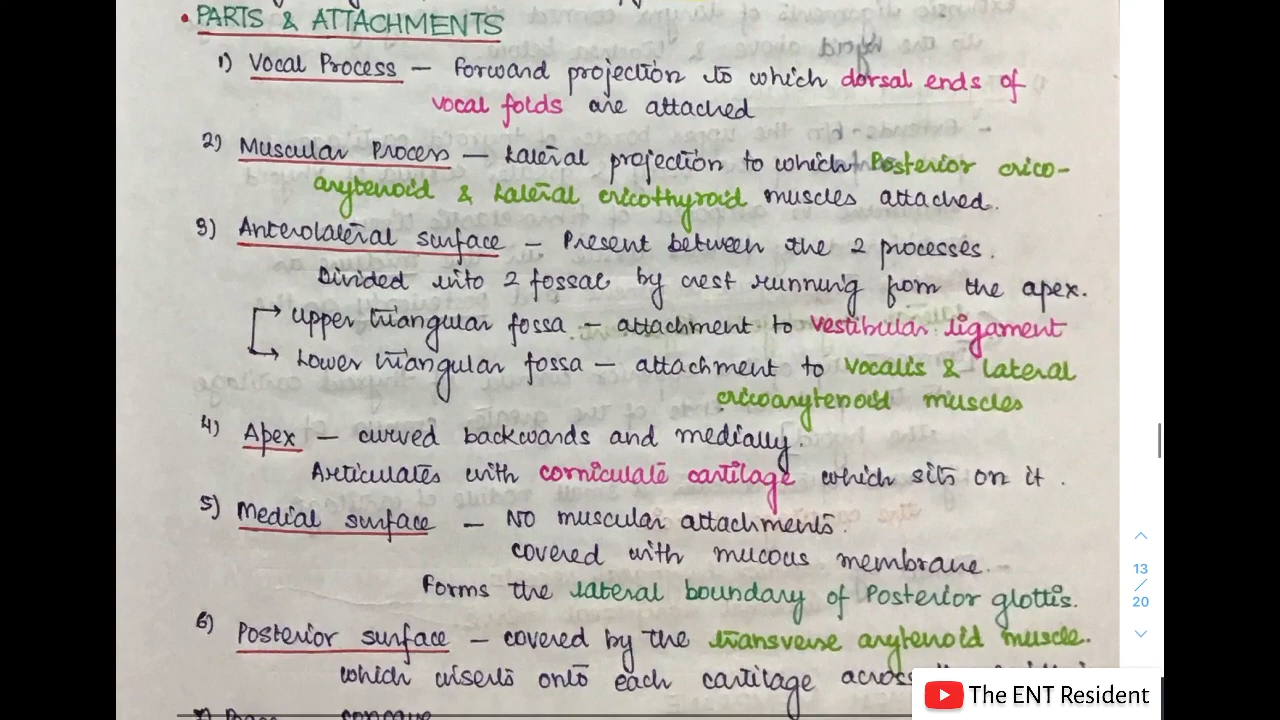 • PARTS & ATTACHMENTS
1) Vocal Process – Forward projection to which dorsal ends of
vocal folds are attached
2) Muscular Process – Lateral projection to which Posterior crico-
arytenoid & Lateral cricothyroid muscles attached.
3) Anterolateral surface – Present between the 2 processes.
Divided into 2 fossae by crest running from the apex.
→ Upper triangular fossa – attachment to vestibular ligament
→ Lower triangular fossa – attachment to vocalis & lateral
cricoarytenoid muscles
4) Apex – curved backwards and medially.
Articulates with corniculate cartilage which sits on it.
5) Medial surface – No muscular attachments.
covered with mucous membrane.
Forms the lateral boundary of Posterior glottis.
6) Posterior surface – covered by the transverse arytenoid muscle.
which inserts onto each cartilage across
concave
13
/
20
The ENT Resident